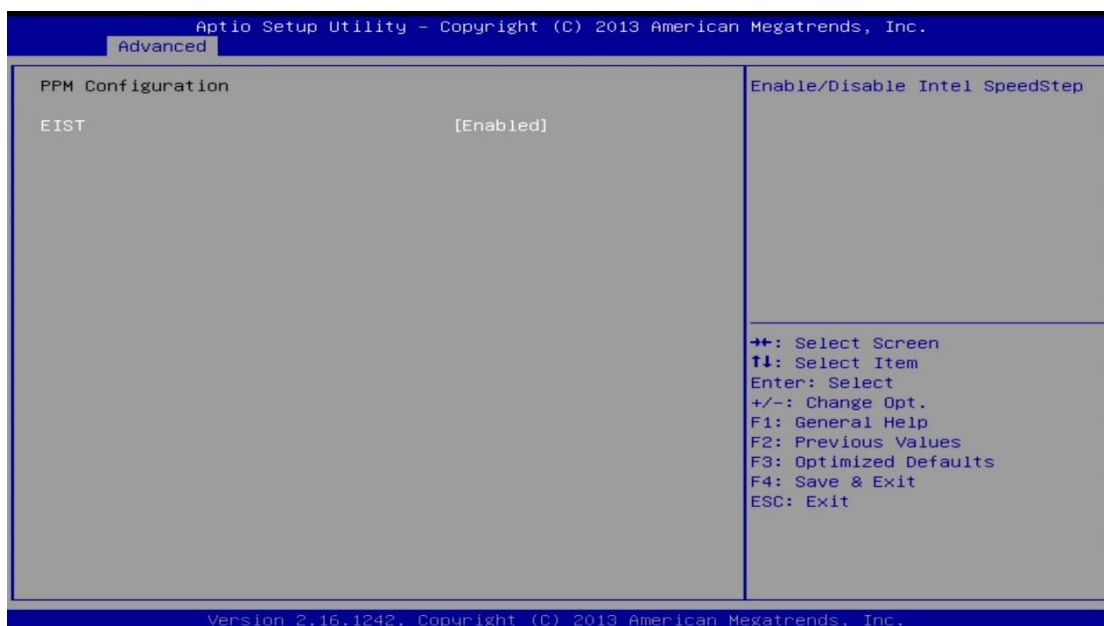 Aptio Setup Utility – Copyright (C) 2013 American Megatrends, Inc.
Advanced
PPM Configuration
EIST [Enabled]
Enable/Disable Intel SpeedStep
→←: Select Screen
↑↓: Select Item
Enter: Select
+/-: Change Opt.
F1: General Help
F2: Previous Values
F3: Optimized Defaults
F4: Save & Exit
ESC: Exit
Version 2.16.1242. Copyright (C) 2013 American Megatrends, Inc.